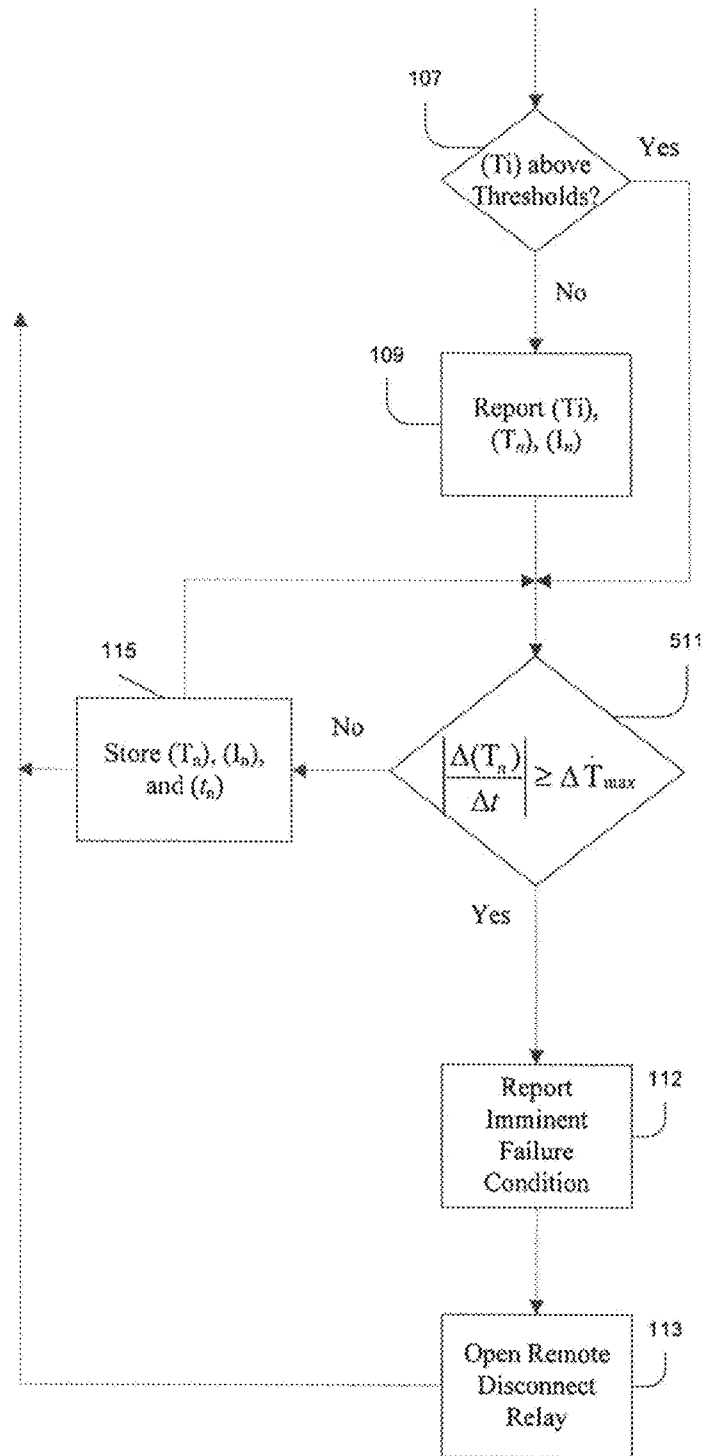 107
(Ti) above
Thresholds?
Yes
No
109
Report (Ti),
(Tₙ), (Iₙ)
115
Store (Tₙ), (Iₙ),
and (tₙ)
No
511
|Δ(Tₙ)/Δt| ≥ ΔṪmax
Yes
112
Report
Imminent
Failure
Condition
113
Open Remote
Disconnect
Relay